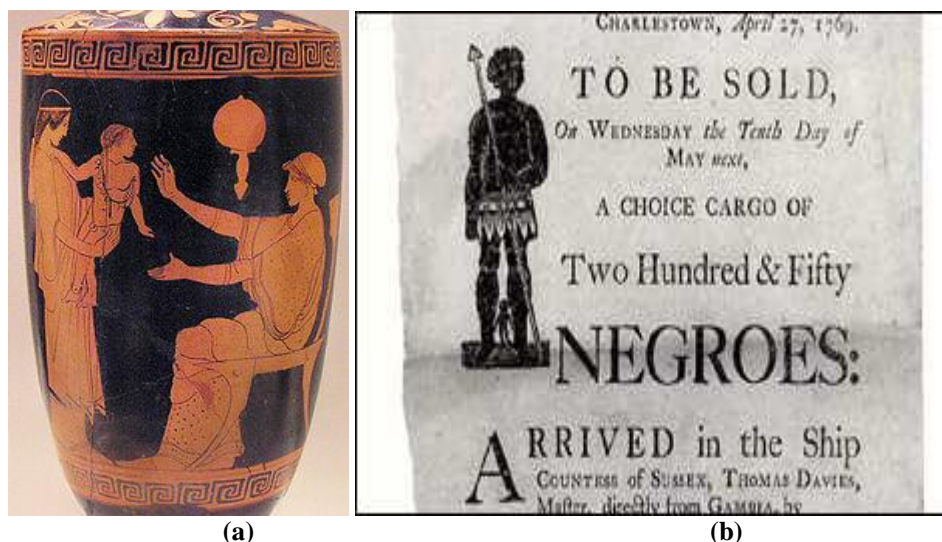 CHARLESTOWN, April 27, 1769.
TO BE SOLD,
On WEDNESDAY the Tenth Day of
MAY next,
A CHOICE CARGO OF
Two Hundred & Fifty
NEGROES:
ARRIVED in the Ship
COUNTESS OF SUSSEX, THOMAS DAVIES,
Master, directly from GAMBIA, by
(a)
(b)